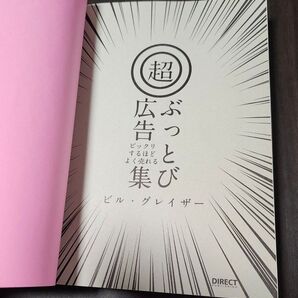 超
ぶっとび
広告集
ビックリ
するほど
よく売れる
ビル・グレイザー
DIRECT